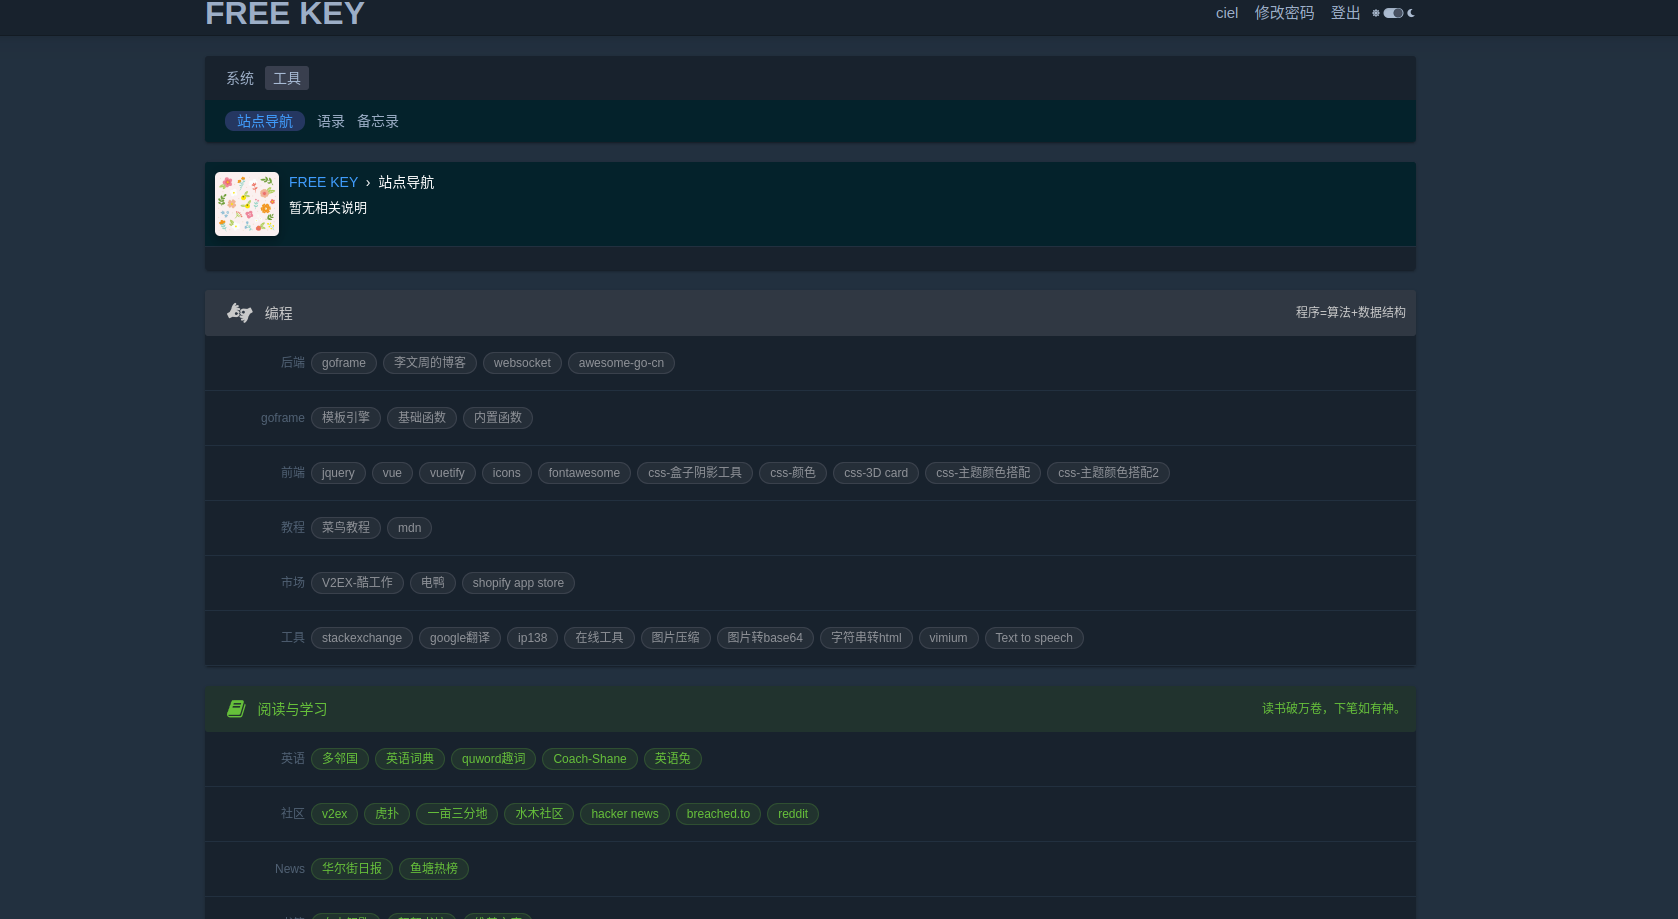 FREE KEY
ciel 修改密码 登出
系统 工具
站点导航 语录 备忘录
FREE KEY › 站点导航
暂无相关说明
编程 程序=算法+数据结构
后端 goframe 李文周的博客 websocket awesome-go-cn
goframe 模板引擎 基础函数 内置函数
前端 jquery vue vuetify icons fontawesome css-盒子阴影工具 css-颜色 css-3D card css-主题颜色搭配 css-主题颜色搭配2
教程 菜鸟教程 mdn
市场 V2EX-酷工作 电鸭 shopify app store
工具 stackexchange google翻译 ip138 在线工具 图片压缩 图片转base64 字符串转html vimium Text to speech
阅读与学习 读书破万卷，下笔如有神。
英语 多邻国 英语词典 quword趣词 Coach-Shane 英语兔
社区 v2ex 虎扑 一亩三分地 水木社区 hacker news breached.to reddit
News 华尔街日报 鱼塘热榜